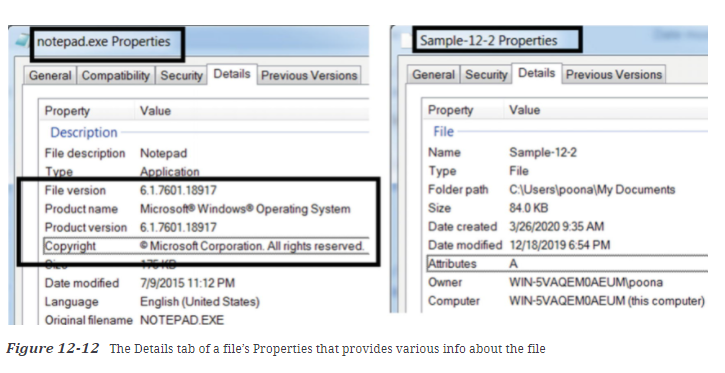 notepad.exe Properties
General Compatibility Security Details Previous Versions
Property Value
Description
File description Notepad
Type Application
File version 6.1.7601.18917
Product name Microsoft® Windows® Operating System
Product version 6.1.7601.18917
Copyright © Microsoft Corporation. All rights reserved.
Size 175 KB
Date modified 7/9/2015 11:12 PM
Language English (United States)
Original filename NOTEPAD.EXE
Sample-12-2 Properties
General Security Details Previous Versions
Property Value
File
Name Sample-12-2
Type File
Folder path C:\Users\poona\My Documents
Size 84.0 KB
Date created 3/26/2020 9:35 AM
Date modified 12/18/2019 6:54 PM
Attributes A
Owner WIN-5VAQEM0AEUM\poona
Computer WIN-5VAQEM0AEUM (this computer)
Figure 12-12 The Details tab of a file's Properties that provides various info about the file